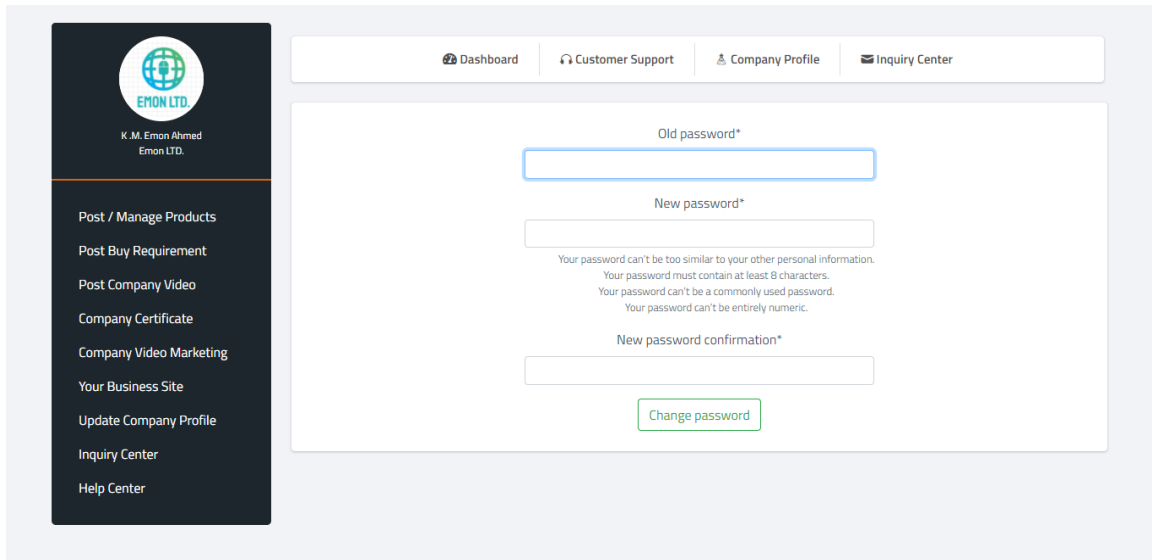 EMON LTD.
K .M. Emon Ahmed
Emon LTD.
Post / Manage Products
Post Buy Requirement
Post Company Video
Company Certificate
Company Video Marketing
Your Business Site
Update Company Profile
Inquiry Center
Help Center
Dashboard Customer Support Company Profile Inquiry Center
Old password*
New password*
Your password can't be too similar to your other personal information.
Your password must contain at least 8 characters.
Your password can't be a commonly used password.
Your password can't be entirely numeric.
New password confirmation*
Change password